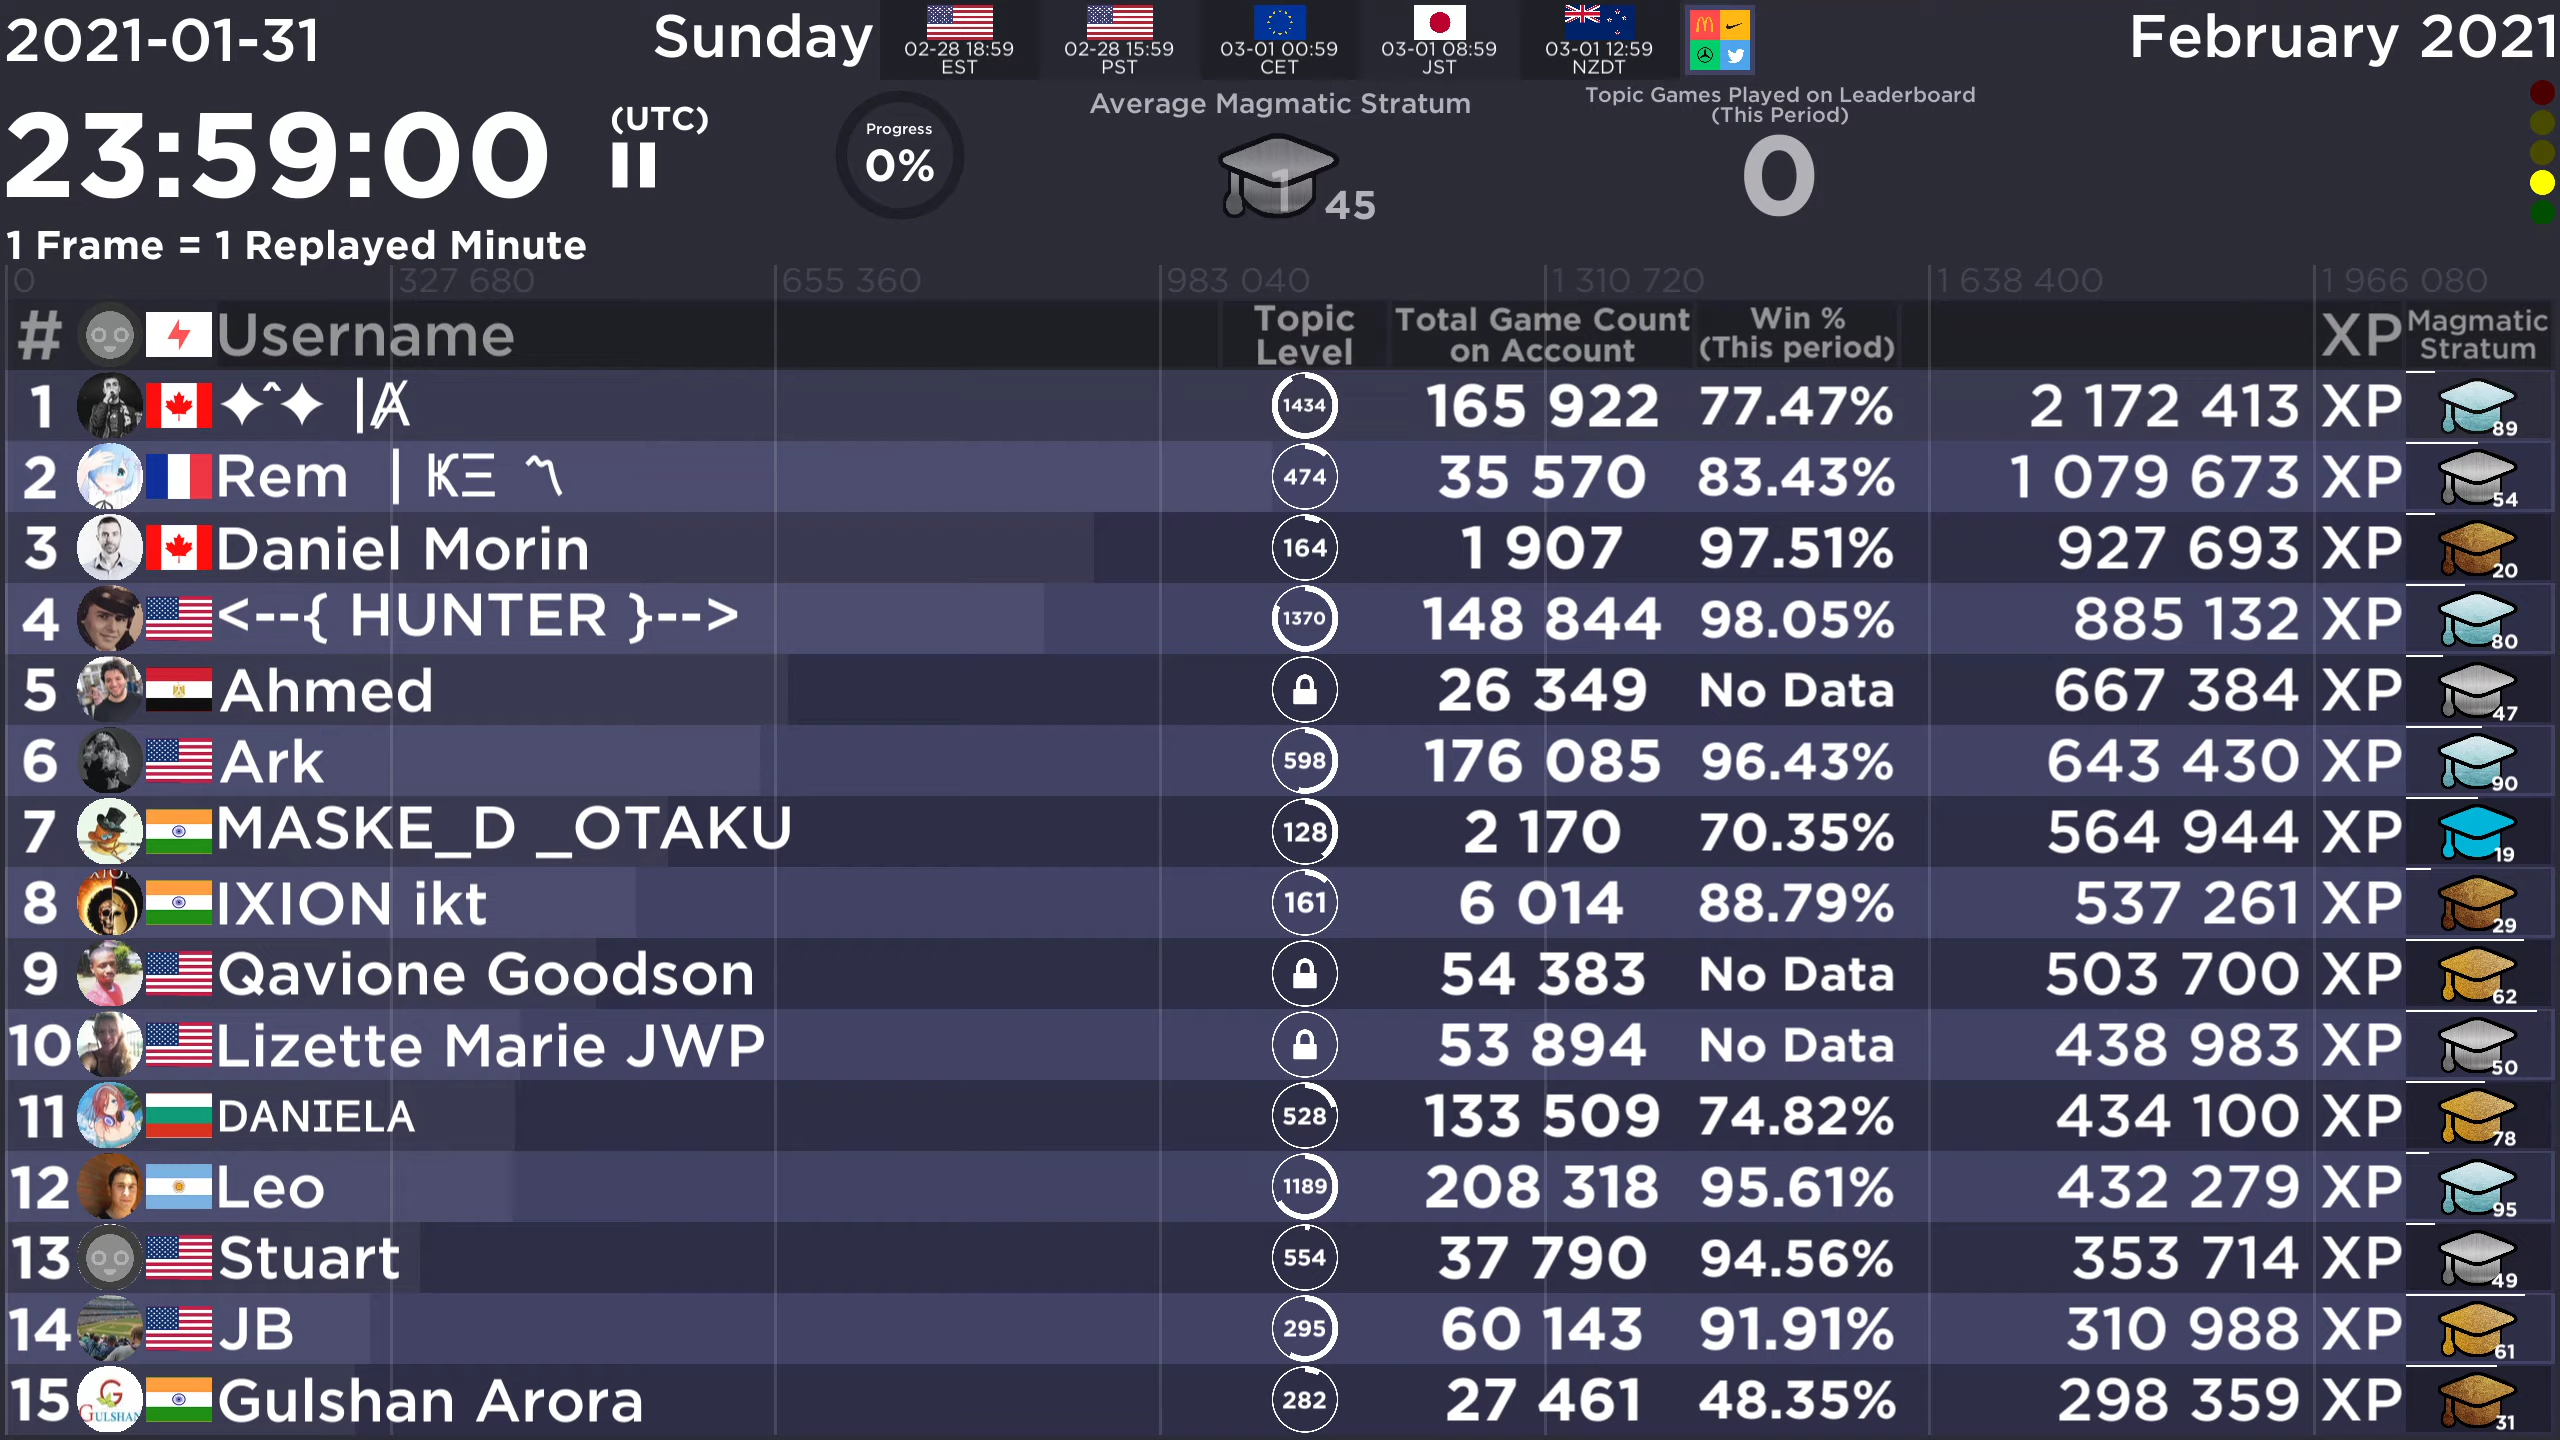 2021-01-31
Sunday
02-28 18:59
EST
02-28 15:59
PST
03-01 00:59
CET
03-01 08:59
JST
03-01 12:59
NZDT
February 2021
23:59:00
(UTC)
Progress
0%
Average Magmatic Stratum
1 45
Topic Games Played on Leaderboard
(This Period)
0
1 Frame = 1 Replayed Minute
0 327 680 655 360 983 040 1 310 720 1 638 400 1 966 080
# Username Topic Level Total Game Count on Account Win % (This period) XP Magmatic Stratum
1 ✦ˆ✦ |Ⱥ 1434 165 922 77.47% 2 172 413 XP 89
2 Rem | ₭Ξ 474 35 570 83.43% 1 079 673 XP 54
3 Daniel Morin 164 1 907 97.51% 927 693 XP 20
4 <--{ HUNTER }--> 1370 148 844 98.05% 885 132 XP 80
5 Ahmed 26 349 No Data 667 384 XP 47
6 Ark 598 176 085 96.43% 643 430 XP 90
7 MASKE_D _OTAKU 128 2 170 70.35% 564 944 XP 19
8 IXION ikt 161 6 014 88.79% 537 261 XP 29
9 Qavione Goodson 54 383 No Data 503 700 XP 62
10 Lizette Marie JWP 53 894 No Data 438 983 XP 50
11 DANIELA 528 133 509 74.82% 434 100 XP 78
12 Leo 1189 208 318 95.61% 432 279 XP 95
13 Stuart 554 37 790 94.56% 353 714 XP 49
14 JB 295 60 143 91.91% 310 988 XP 61
15 G GULSHAN Gulshan Arora 282 27 461 48.35% 298 359 XP 31